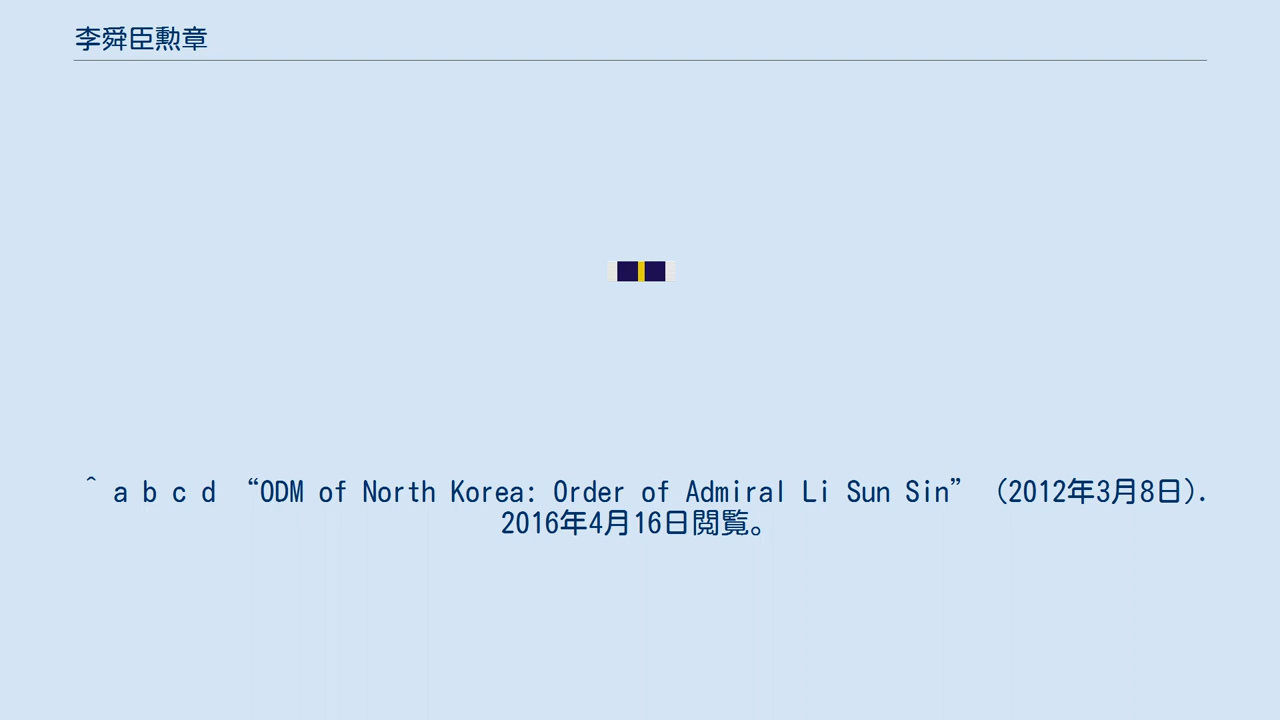 李舜臣勲章
^ a b c d “ODM of North Korea: Order of Admiral Li Sun Sin” (2012年3月8日).
2016年4月16日閲覧。